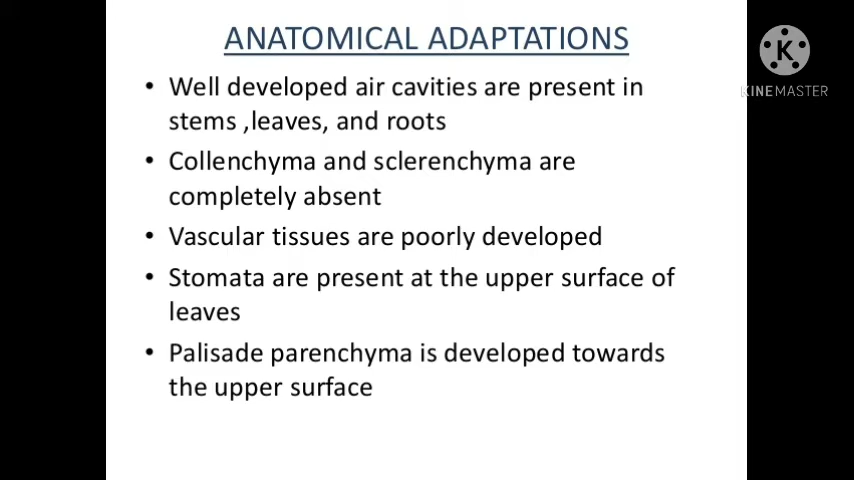 ANATOMICAL ADAPTATIONS
K
KINEMASTER
• Well developed air cavities are present in
stems ,leaves, and roots
• Collenchyma and sclerenchyma are
completely absent
• Vascular tissues are poorly developed
• Stomata are present at the upper surface of
leaves
• Palisade parenchyma is developed towards
the upper surface